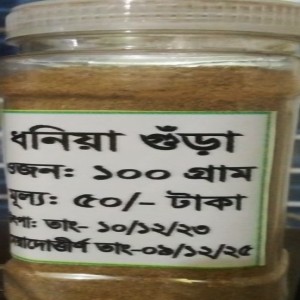 ধনিয়া গুঁড়া
ওজন: ১০০ গ্রাম
মূল্য: ৫০/- টাকা
তাং- ১০/১২/২৩
তাং-০৯/১২/২৫